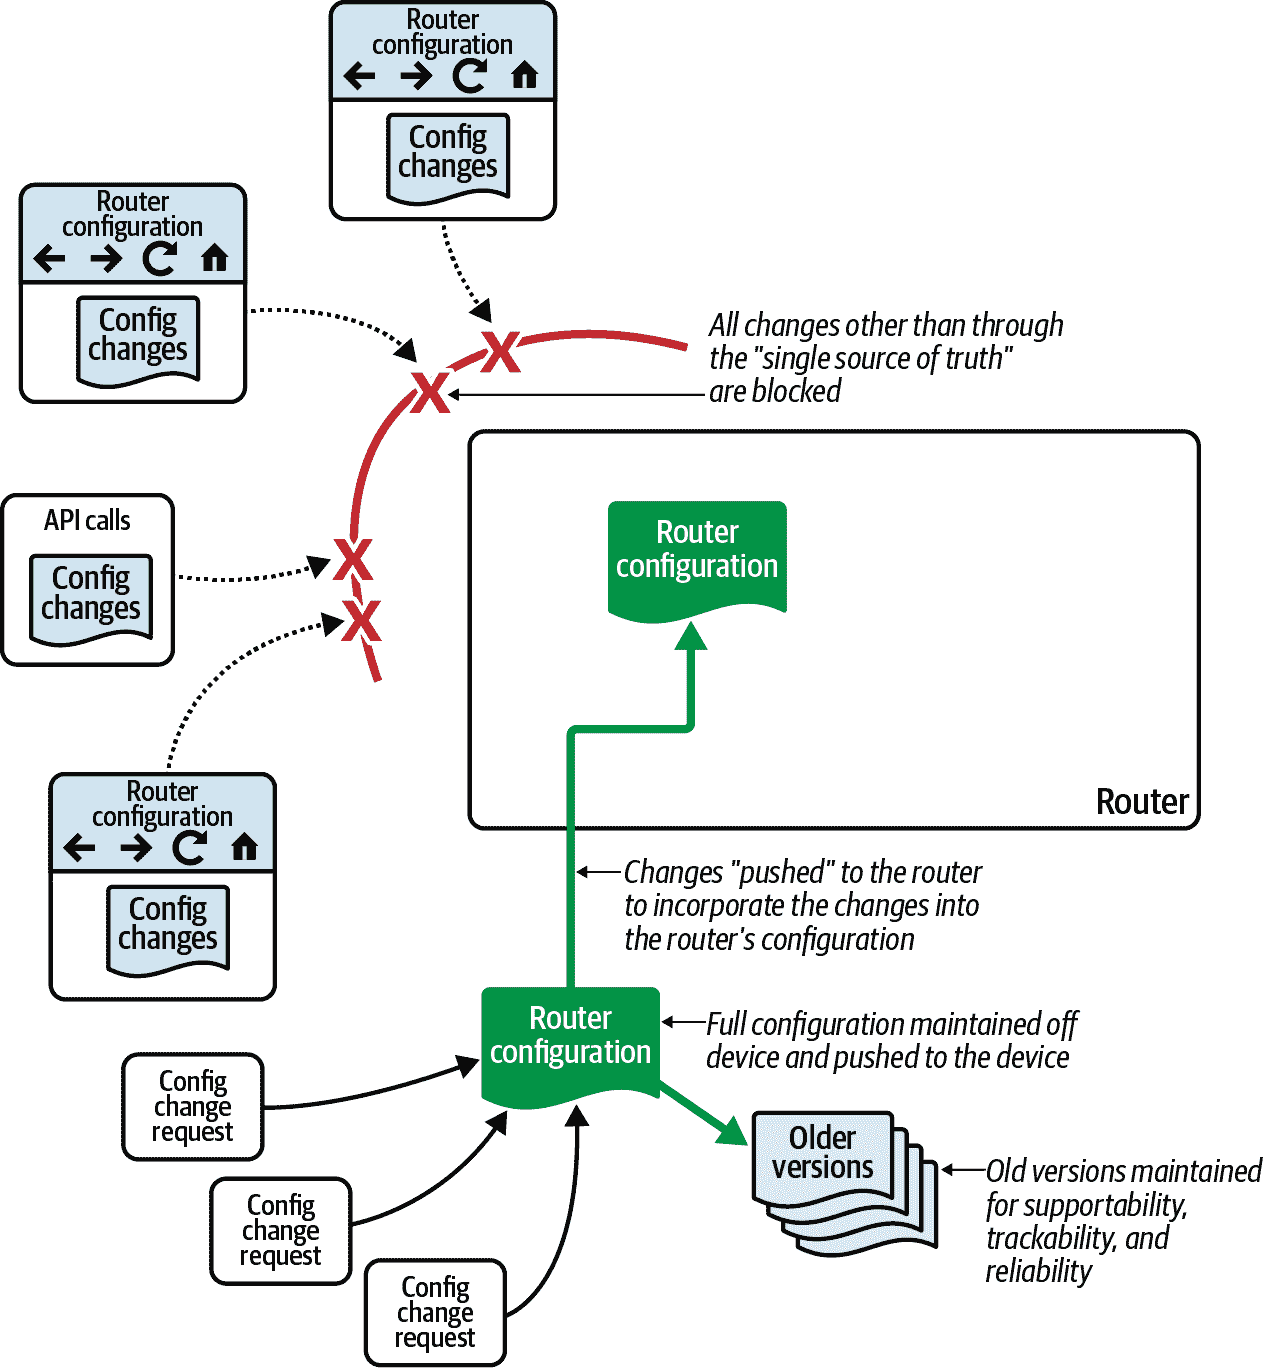 Router
configuration
Config
changes
Router
configuration
Config
changes
All changes other than through
the "single source of truth"
are blocked
API calls
Config
changes
Router
configuration
Router
Router
configuration
Config
changes
Changes "pushed" to the router
to incorporate the changes into
the router's configuration
Router
configuration
Full configuration maintained off
device and pushed to the device
Config
change
request
Config
change
request
Config
change
request
Older
versions
Old versions maintained
for supportability,
trackability, and
reliability